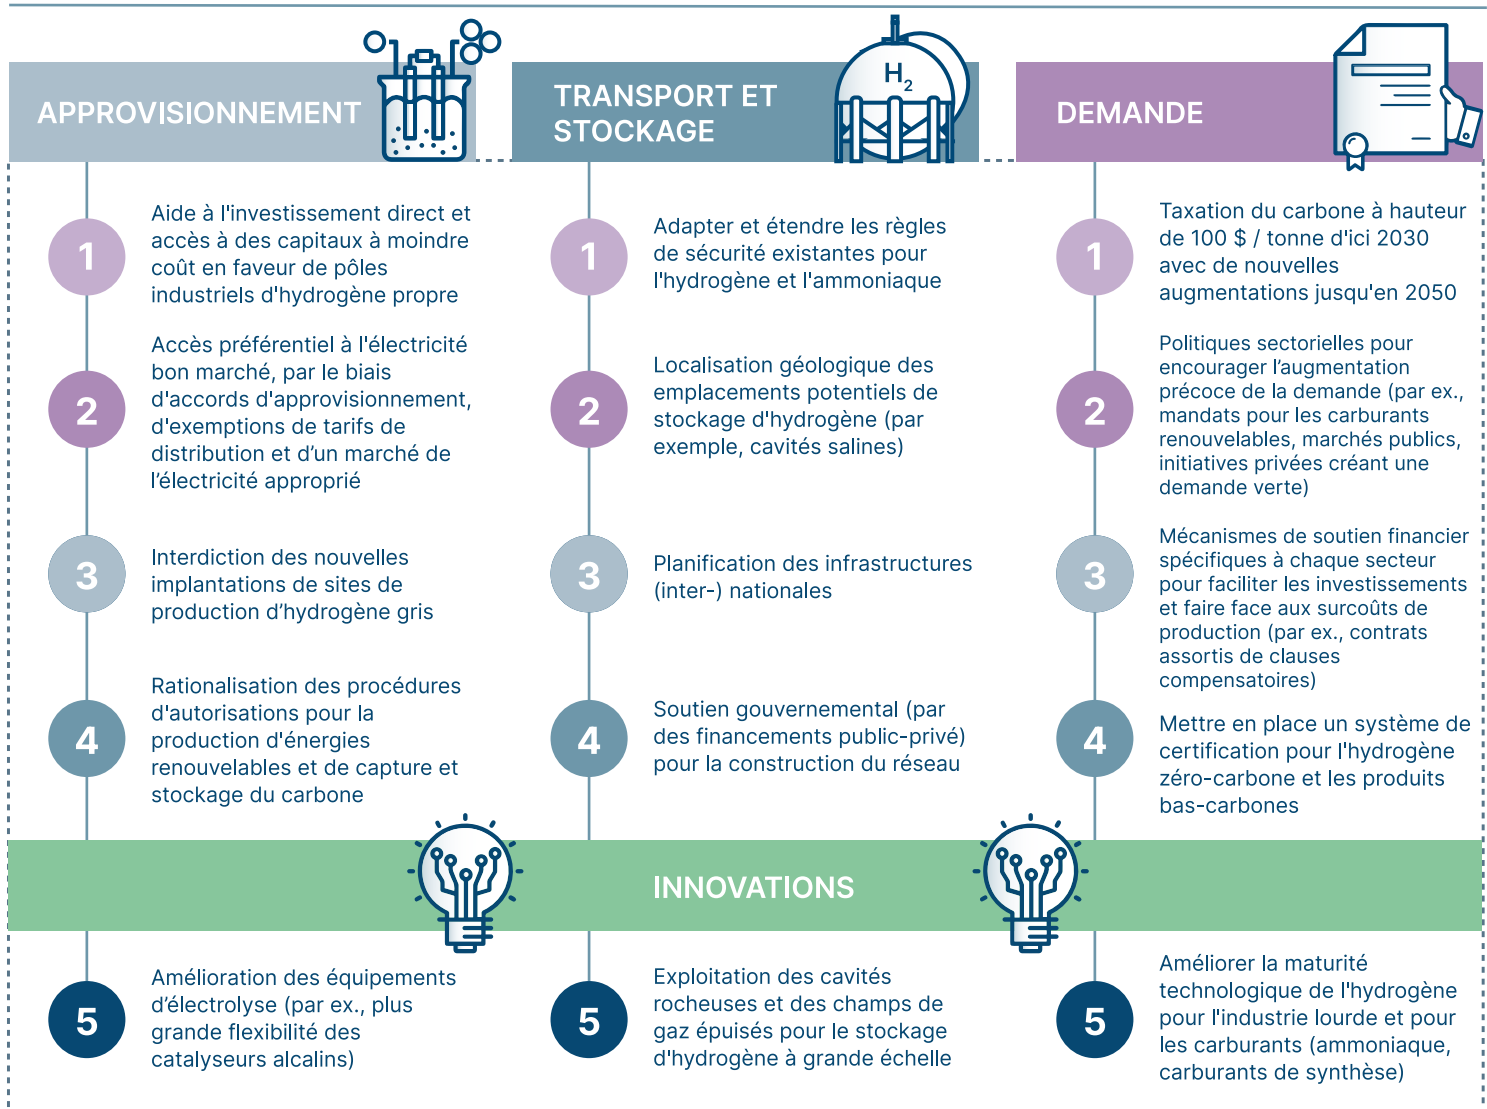 APPROVISIONNEMENT
1
Aide à l'investissement direct et
accès à des capitaux à moindre
coût en faveur de pôles
industriels d'hydrogène propre
2
Accès préférentiel à l'électricité
bon marché, par le biais
d'accords d'approvisionnement,
d'exemptions de tarifs de
distribution et d’un marché de
l’électricité approprié
3
Interdiction des nouvelles
implantations de sites de
production d’hydrogène gris
4
Rationalisation des procédures
d'autorisations pour la
production d'énergies
renouvelables et de capture et
stockage du carbone
TRANSPORT ET
STOCKAGE
H2
1
Adapter et étendre les règles
de sécurité existantes pour
l'hydrogène et l'ammoniaque
2
Localisation géologique des
emplacements potentiels de
stockage d'hydrogène (par
exemple, cavités salines)
3
Planification des infrastructures
(inter-) nationales
4
Soutien gouvernemental (par
des financements public-privé)
pour la construction du réseau
DEMANDE
1
Taxation du carbone à hauteur
de 100 $ / tonne d'ici 2030
avec de nouvelles
augmentations jusqu'en 2050
2
Politiques sectorielles pour
encourager l’augmentation
précoce de la demande (par ex.,
mandats pour les carburants
renouvelables, marchés publics,
initiatives privées créant une
demande verte)
3
Mécanismes de soutien financier
spécifiques à chaque secteur
pour faciliter les investissements
et faire face aux surcoûts de
production (par ex., contrats
assortis de clauses
compensatoires)
4
Mettre en place un système de
certification pour l'hydrogène
zéro-carbone et les produits
bas-carbones
INNOVATIONS
5
Amélioration des équipements
d’électrolyse (par ex., plus
grande flexibilité des
catalyseurs alcalins)
5
Exploitation des cavités
rocheuses et des champs de
gaz épuisés pour le stockage
d'hydrogène à grande échelle
5
Améliorer la maturité
technologique de l'hydrogène
pour l'industrie lourde et pour
les carburants (ammoniaque,
carburants de synthèse)